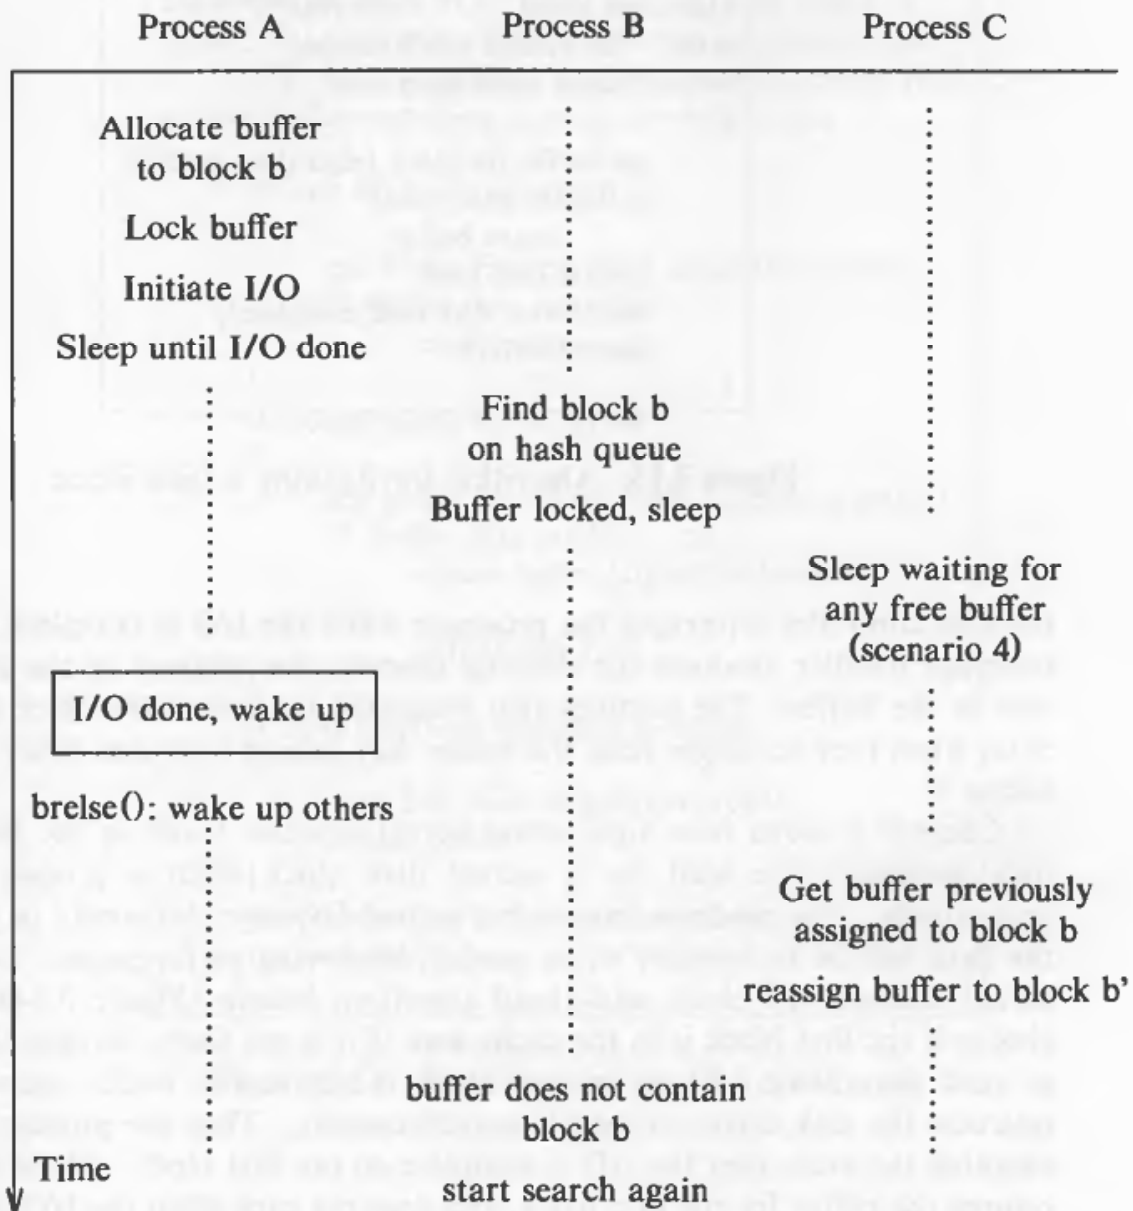 Process A
Process B
Process C
Allocate buffer
to block b
Lock buffer
Initiate I/O
Sleep until I/O done
Find block b
on hash queue
Buffer locked, sleep
Sleep waiting for
any free buffer
(scenario 4)
I/O done, wake up
brelse(): wake up others
Get buffer previously
assigned to block b
reassign buffer to block b'
buffer does not contain
block b
start search again
Time